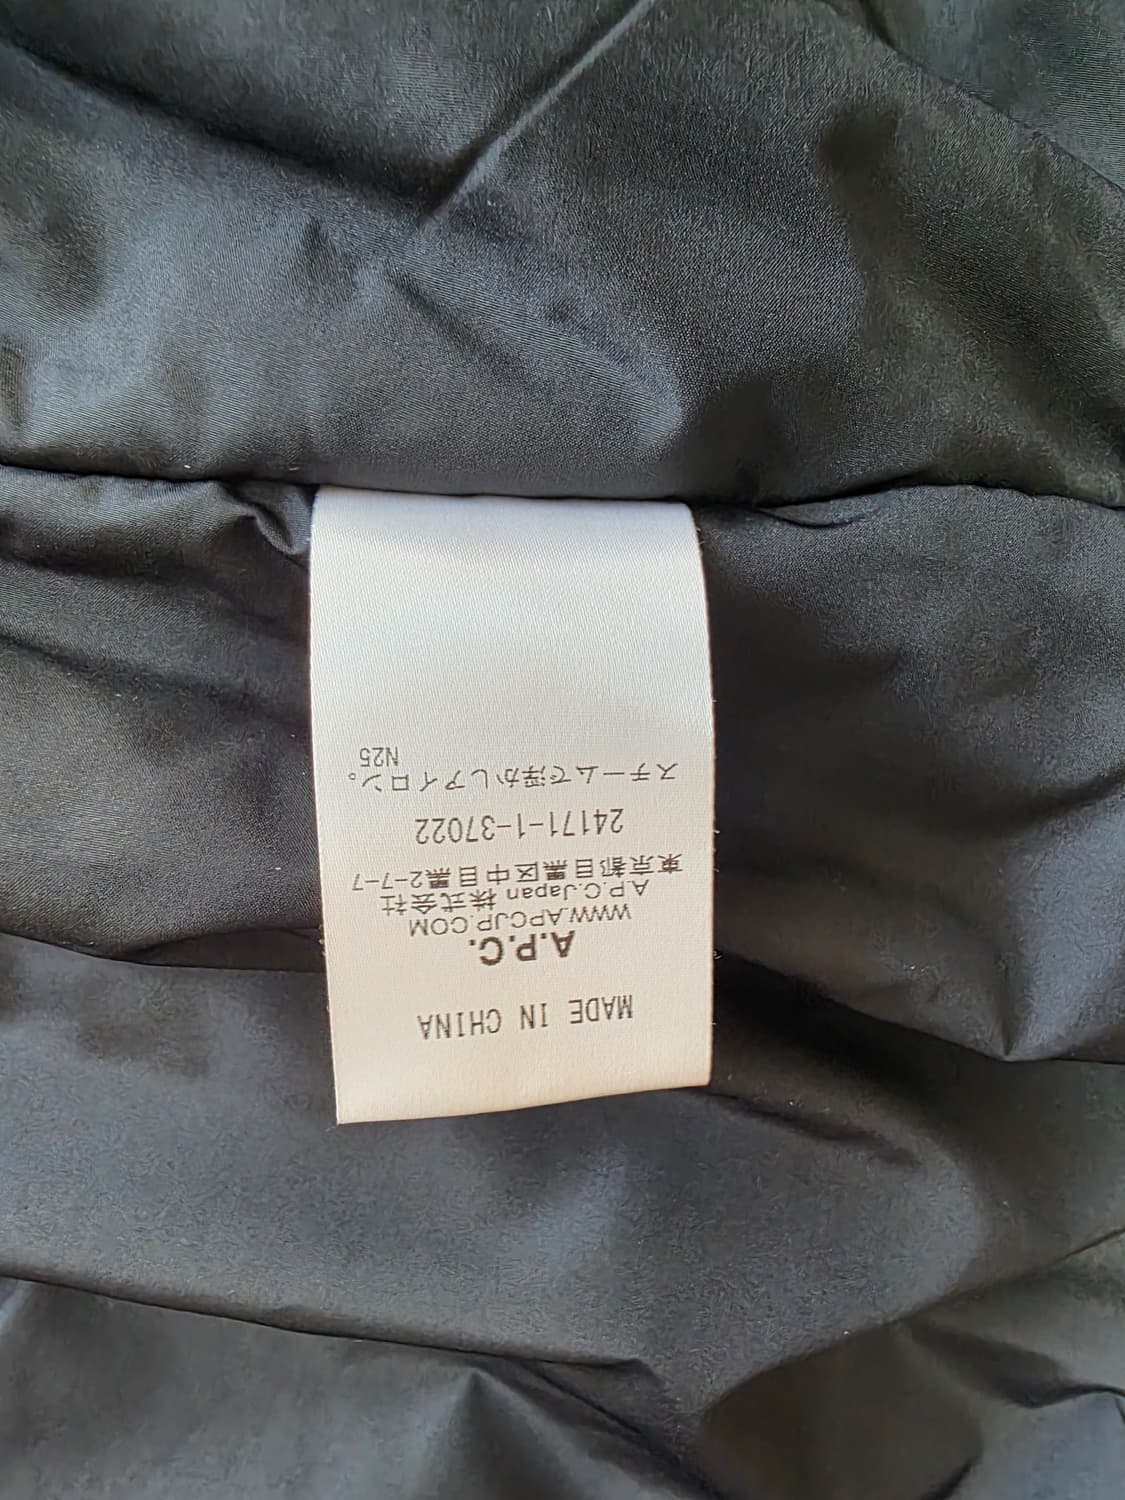 MADE IN CHINA
A.P.C.
WWW.APCJP.COM
A.P.C.Japan 株式会社
東京都目黒区中目黒2-7-7
24171-1-37022
スチームで浮かしアイロン。
N25